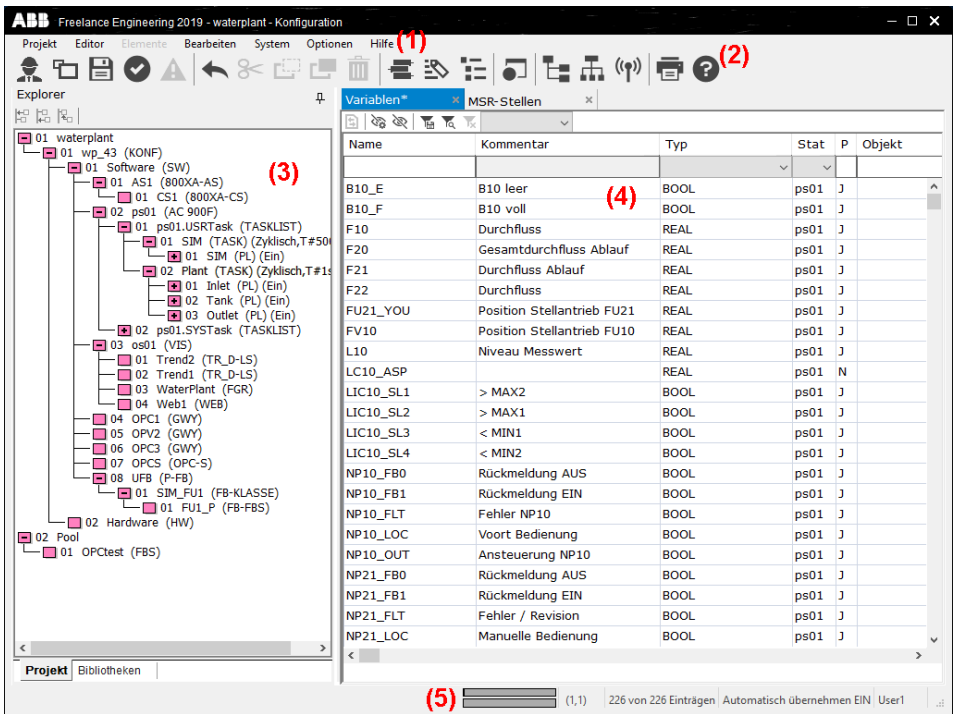 ABB Freelance Engineering 2019 - waterplant - Konfiguration
Projekt Editor Elemente Bearbeiten System Optionen Hilfe (1)
(2)
Explorer
01 waterplant
01 wp_43 (KONF)
01 Software (SW)
(3)
01 AS1 (800XA-AS)
01 CS1 (800XA-CS)
02 ps01 (AC 900F)
01 ps01.USRTask (TASKLIST)
01 SIM (TASK) (Zyklisch,T#50
01 SIM (PL) (Ein)
02 Plant (TASK) (Zyklisch,T#1s
01 Inlet (PL) (Ein)
02 Tank (PL) (Ein)
03 Outlet (PL) (Ein)
02 ps01.SYSTask (TASKLIST)
03 os01 (VIS)
01 Trend2 (TR_D-LS)
02 Trend1 (TR_D-LS)
03 WaterPlant (FGR)
04 Web1 (WEB)
04 OPC1 (GWY)
05 OPV2 (GWY)
06 OPC3 (GWY)
07 OPCS (OPC-S)
08 UFB (P-FB)
01 SIM_FU1 (FB-KLASSE)
01 FU1_P (FB-FBS)
02 Hardware (HW)
02 Pool
01 OPCtest (FBS)
Projekt Bibliotheken
Variablen* × MSR-Stellen ×
Name Kommentar Typ Stat P Objekt
(4)
B10_E B10 leer BOOL ps01 J
B10_F B10 voll BOOL ps01 J
F10 Durchfluss REAL ps01 J
F20 Gesamtdurchfluss Ablauf REAL ps01 J
F21 Durchfluss Ablauf REAL ps01 J
F22 Durchfluss REAL ps01 J
FU21_YOU Position Stellantrieb FU21 REAL ps01 J
FV10 Position Stellantrieb FU10 REAL ps01 J
L10 Niveau Messwert REAL ps01 J
LC10_ASP REAL ps01 N
LIC10_SL1 > MAX2 BOOL ps01 J
LIC10_SL2 > MAX1 BOOL ps01 J
LIC10_SL3 < MIN1 BOOL ps01 J
LIC10_SL4 < MIN2 BOOL ps01 J
NP10_FB0 Rückmeldung AUS BOOL ps01 J
NP10_FB1 Rückmeldung EIN BOOL ps01 J
NP10_FLT Fehler NP10 BOOL ps01 J
NP10_LOC Voort Bedienung BOOL ps01 J
NP10_OUT Ansteuerung NP10 BOOL ps01 J
NP21_FB0 Rückmeldung AUS BOOL ps01 J
NP21_FB1 Rückmeldung EIN BOOL ps01 J
NP21_FLT Fehler / Revision BOOL ps01 J
NP21_LOC Manuelle Bedienung BOOL ps01 J
(5) (1,1) 226 von 226 Einträgen Automatisch übernehmen EIN User1